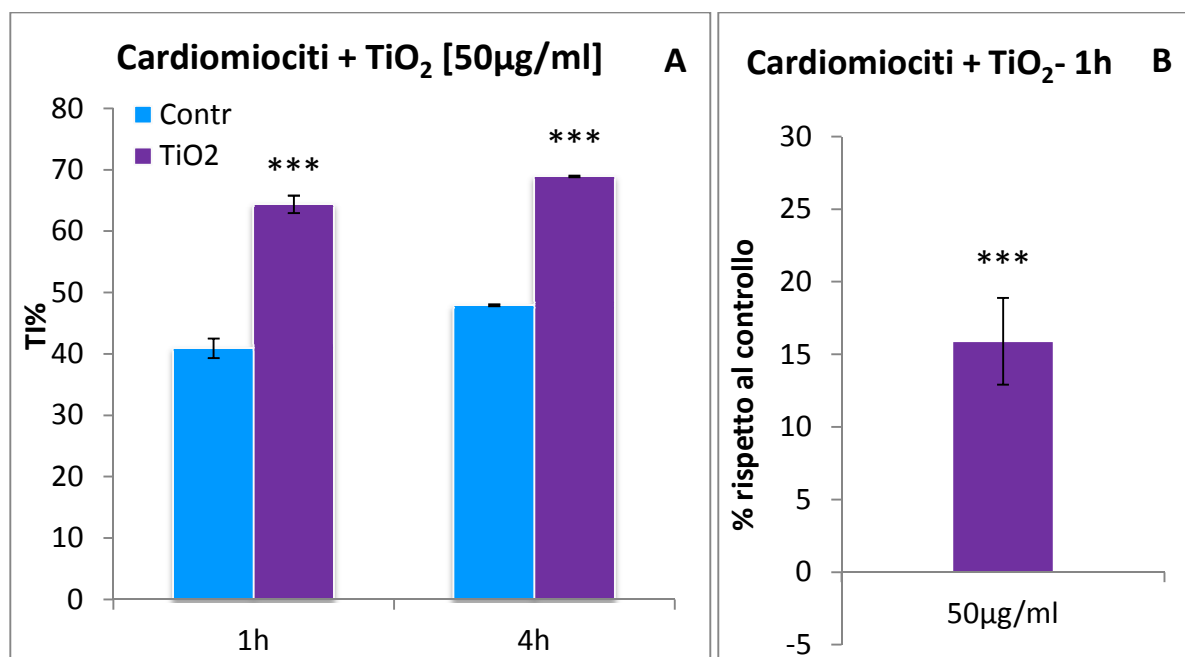 Cardiomiociti + TiO₂ [50µg/ml] A
Contr
TiO2
TI%
80
70
60
50
40
30
20
10
0
***
***
1h 4h
Cardiomiociti + TiO₂- 1h B
% rispetto al controllo
30
25
20
15
10
5
0
-5
***
50µg/ml